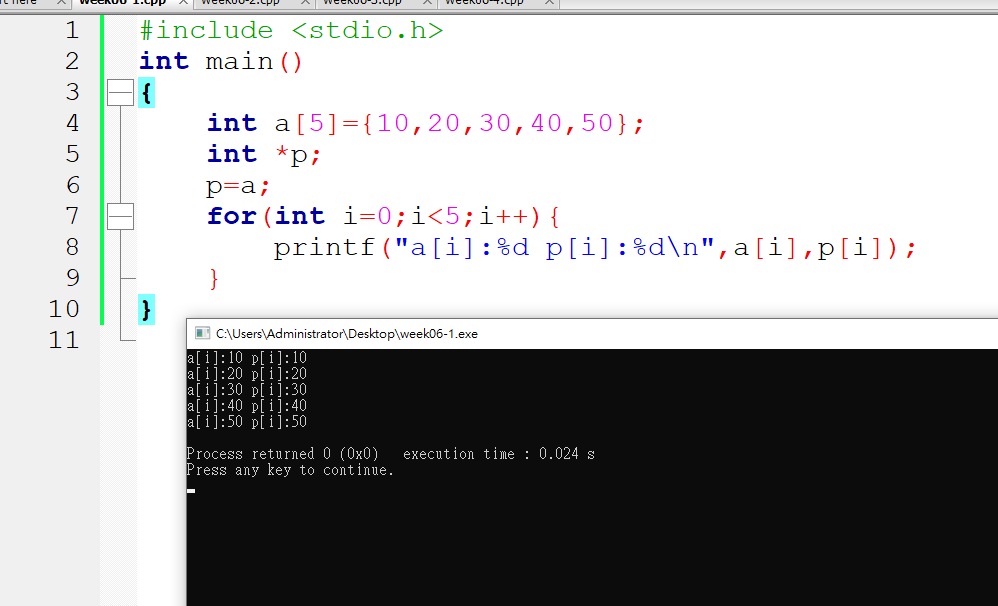 week06-1.cpp week06-2.cpp week06-3.cpp week06-4.cpp
1 #include <stdio.h>
2 int main()
3 {
4 int a[5]={10,20,30,40,50};
5 int *p;
6 p=a;
7 for(int i=0;i<5;i++){
8 printf("a[i]:%d p[i]:%d\n",a[i],p[i]);
9 }
10 }
11
C:\Users\Administrator\Desktop\week06-1.exe
a[i]:10 p[i]:10
a[i]:20 p[i]:20
a[i]:30 p[i]:30
a[i]:40 p[i]:40
a[i]:50 p[i]:50
Process returned 0 (0x0) execution time : 0.024 s
Press any key to continue.